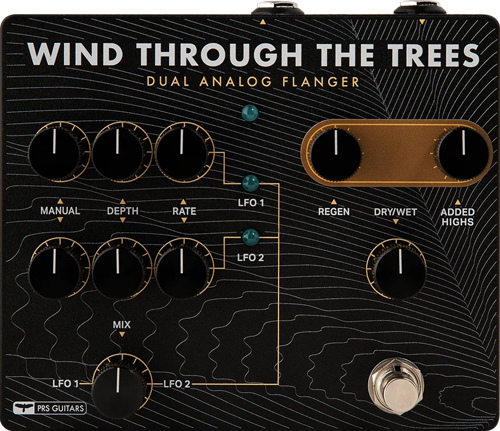 WIND THROUGH THE TREES
DUAL ANALOG FLANGER
LFO 1
MANUAL DEPTH RATE
REGEN DRY/WET ADDED HIGHS
LFO 2
MIX
LFO 1 LFO 2
PRS GUITARS